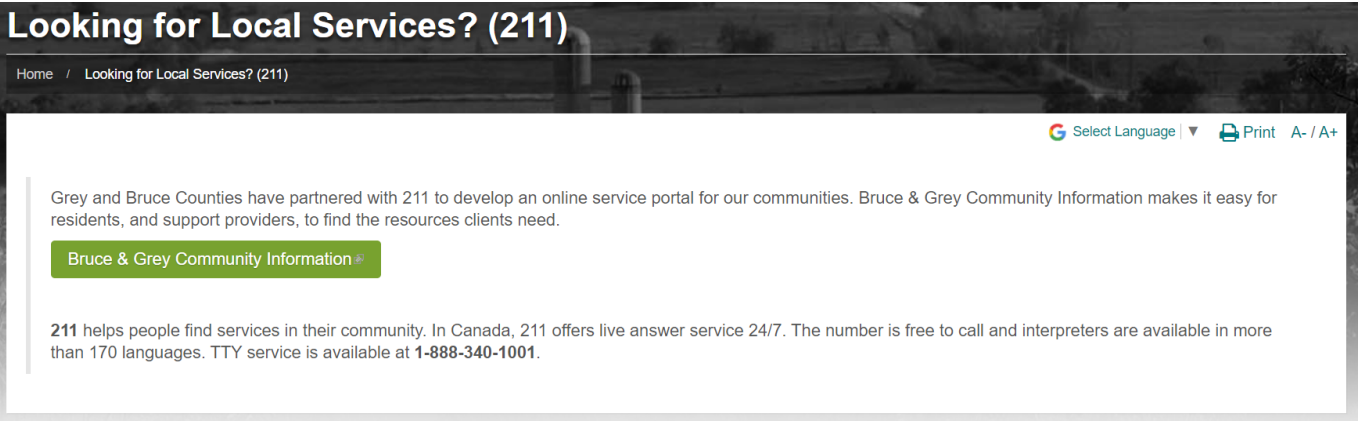 Looking for Local Services? (211)
Home / Looking for Local Services? (211)
Select Language ▼ Print A- / A+
Grey and Bruce Counties have partnered with 211 to develop an online service portal for our communities. Bruce & Grey Community Information makes it easy for
residents, and support providers, to find the resources clients need.
Bruce & Grey Community Information
211 helps people find services in their community. In Canada, 211 offers live answer service 24/7. The number is free to call and interpreters are available in more
than 170 languages. TTY service is available at 1-888-340-1001.